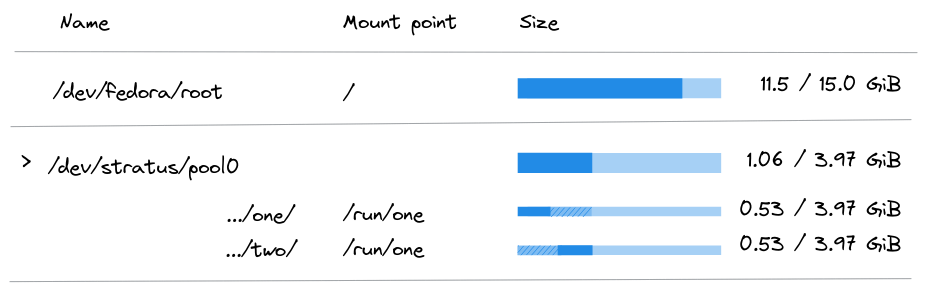 Name Mount point Size
/dev/fedora/root / 11.5 / 15.0 GiB
> /dev/stratus/pool0 1.06 / 3.97 GiB
.../one/ /run/one 0.53 / 3.97 GiB
.../two/ /run/one 0.53 / 3.97 GiB